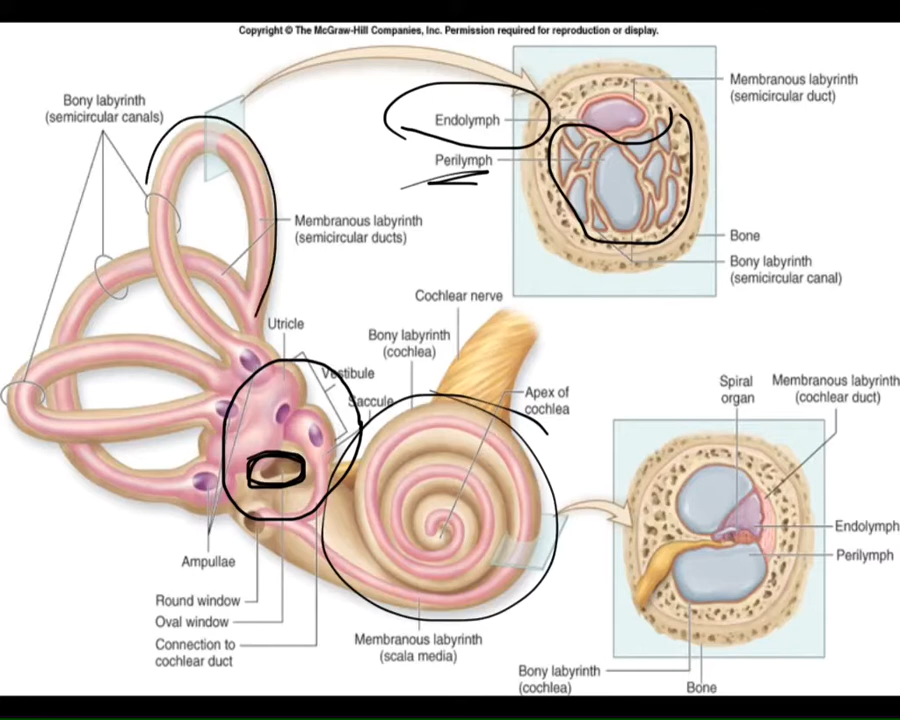 Copyright © The McGraw-Hill Companies, Inc. Permission required for reproduction or display.
Bony labyrinth
(semicircular canals)
Membranous labyrinth
(semicircular duct)
Endolymph
Perilymph
Membranous labyrinth
(semicircular ducts)
Bone
Bony labyrinth
(semicircular canal)
Cochlear nerve
Utricle
Bony labyrinth
(cochlea)
Vestibule
Saccule
Apex of
cochlea
Spiral
organ
Membranous labyrinth
(cochlear duct)
Endolymph
Perilymph
Ampullae
Round window
Oval window
Connection to
cochlear duct
Membranous labyrinth
(scala media)
Bony labyrinth
(cochlea)
Bone